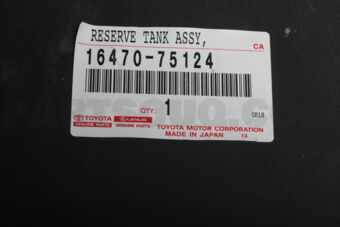 RESERVE TANK ASSY,
CA
16470-75124
QTY: 1
0818
TOYOTA LEXUS
GENUINE PARTS GENUINE PARTS
TOYOTA MOTOR CORPORATION
MADE IN JAPAN 13